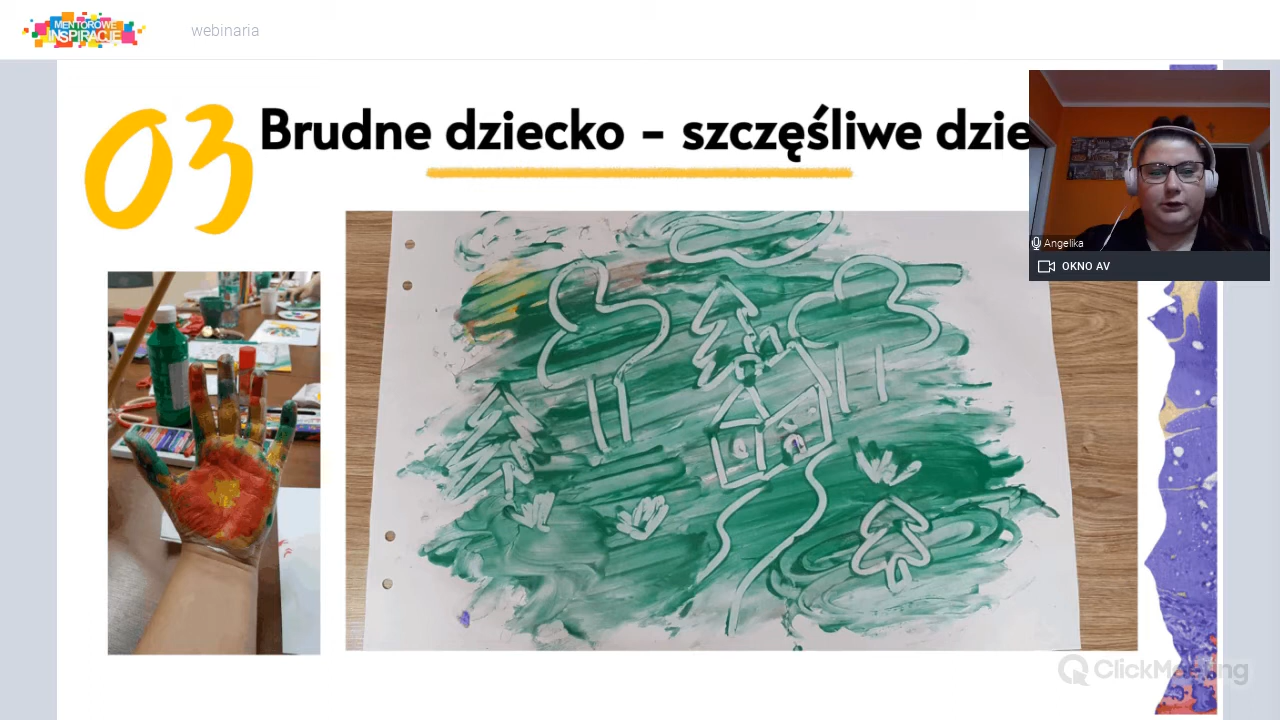 MENTOROWE
INSPIRACJE
webinaria
03 Brudne dziecko - szczęśliwe dzie
Angelika
OKNO AV
ClickMeeting